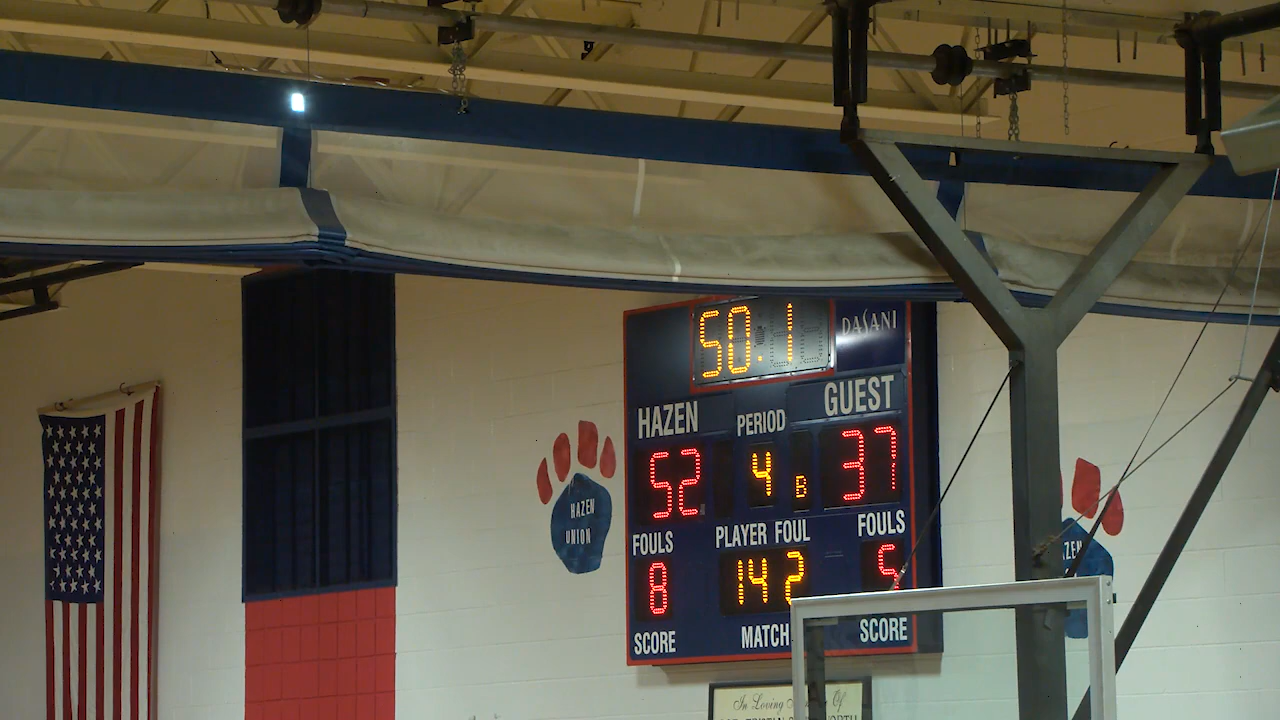 50.1
DASANI
HAZEN
PERIOD
GUEST
52
4
B
37
FOULS
PLAYER FOUL
FOULS
8
14 2
5
SCORE
MATCH
SCORE
HAZEN
UNION
In Loving Of